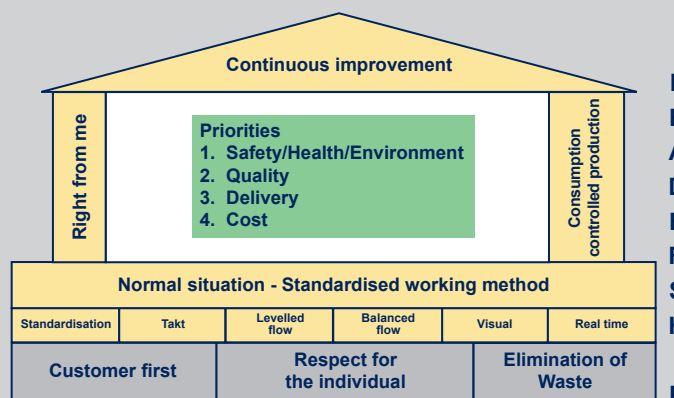 Continuous improvement
Right from me
Priorities
1. Safety/Health/Environment
2. Quality
3. Delivery
4. Cost
Consumption
controlled production
Normal situation - Standardised working method
Standardisation
Takt
Levelled
flow
Balanced
flow
Visual
Real time
Customer first
Respect for
the individual
Elimination of
Waste